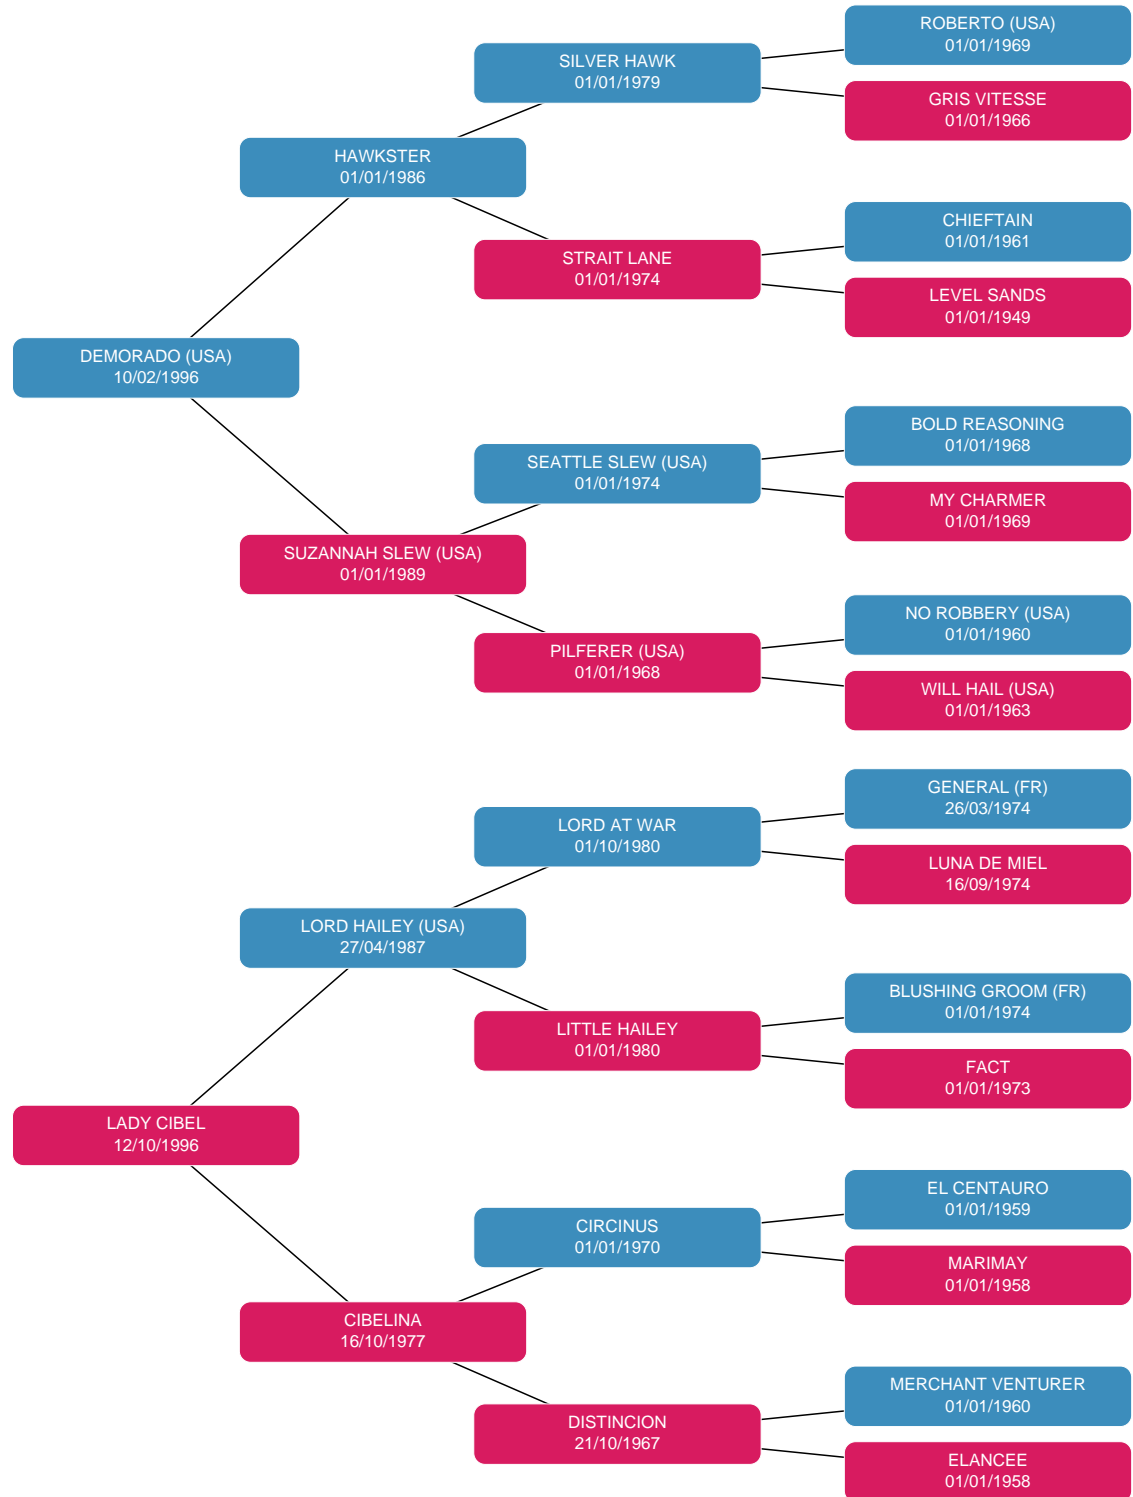 ROBERTO (USA)
01/01/1969
SILVER HAWK
01/01/1979
GRIS VITESSE
01/01/1966
HAWKSTER
01/01/1986
CHIEFTAIN
01/01/1961
STRAIT LANE
01/01/1974
LEVEL SANDS
01/01/1949
DEMORADO (USA)
10/02/1996
BOLD REASONING
01/01/1968
SEATTLE SLEW (USA)
01/01/1974
MY CHARMER
01/01/1969
SUZANNAH SLEW (USA)
01/01/1989
NO ROBBERY (USA)
01/01/1960
PILFERER (USA)
01/01/1968
WILL HAIL (USA)
01/01/1963
GENERAL (FR)
26/03/1974
LORD AT WAR
01/10/1980
LUNA DE MIEL
16/09/1974
LORD HAILEY (USA)
27/04/1987
BLUSHING GROOM (FR)
01/01/1974
LITTLE HAILEY
01/01/1980
FACT
01/01/1973
LADY CIBEL
12/10/1996
EL CENTAURO
01/01/1959
CIRCINUS
01/01/1970
MARIMAY
01/01/1958
CIBELINA
16/10/1977
MERCHANT VENTURER
01/01/1960
DISTINCION
21/10/1967
ELANCEE
01/01/1958